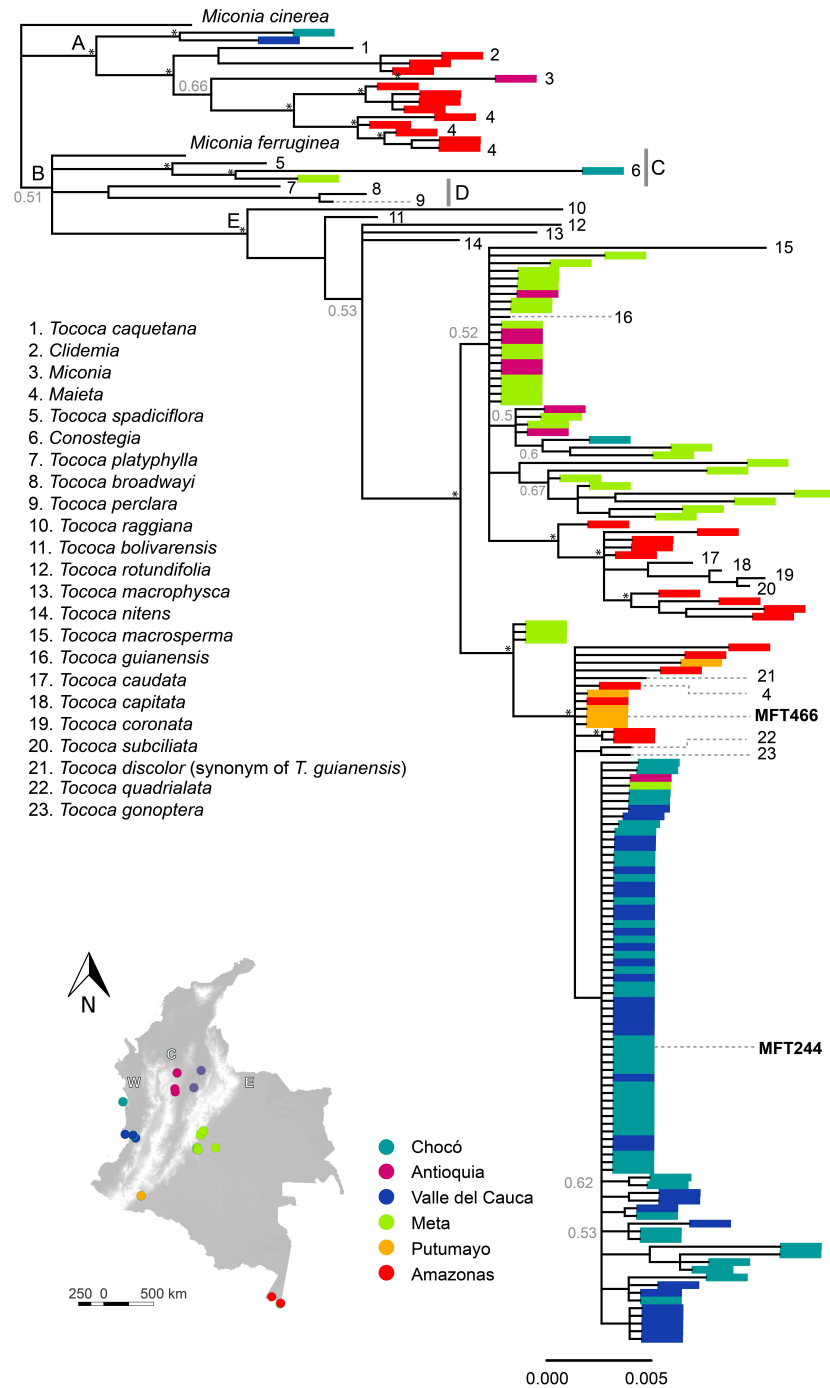 Miconia cinerea
A
*
*
1
2
*
0.66
*
3
*
*
4
*
*
4
4
Miconia ferruginea
B
*
5
*
6
C
0.51
7
8
D
9
E
*
10
11
12
13
14
0.53
15
16
0.52
0.5
0.6
0.67
*
*
*
17
18
19
20
*
1. Tococa caquetana
2. Clidemia
3. Miconia
4. Maieta
5. Tococa spadiciflora
6. Conostegia
7. Tococa platyphylla
8. Tococa broadwayi
9. Tococa perclara
10. Tococa raggiana
11. Tococa bolivarensis
12. Tococa rotundifolia
13. Tococa macrophysca
14. Tococa nitens
15. Tococa macrosperma
16. Tococa guianensis
17. Tococa caudata
18. Tococa capitata
19. Tococa coronata
20. Tococa subciliata
21. Tococa discolor (synonym of T. guianensis)
22. Tococa quadrialata
23. Tococa gonoptera
*
*
21
4
MFT466
*
22
23
MFT244
0.62
0.53
N
C
W
E
Chocó
Antioquia
Valle del Cauca
Meta
Putumayo
Amazonas
250 0 500 km
0.000 0.005